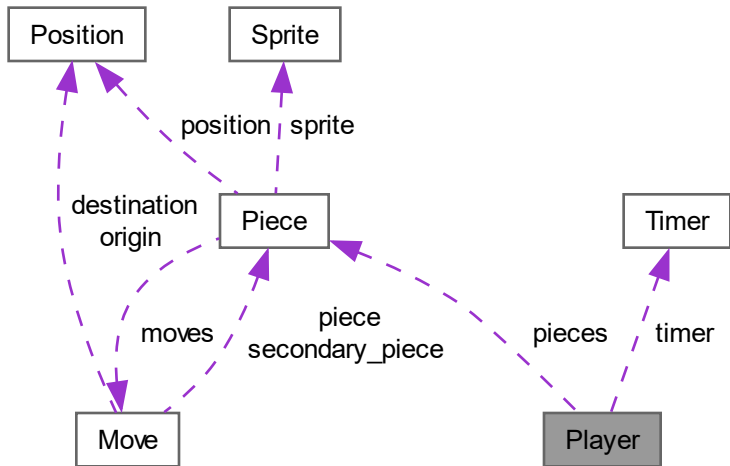 Position
Sprite
position
sprite
destination
origin
Piece
Timer
moves
piece
secondary_piece
pieces
timer
Move
Player